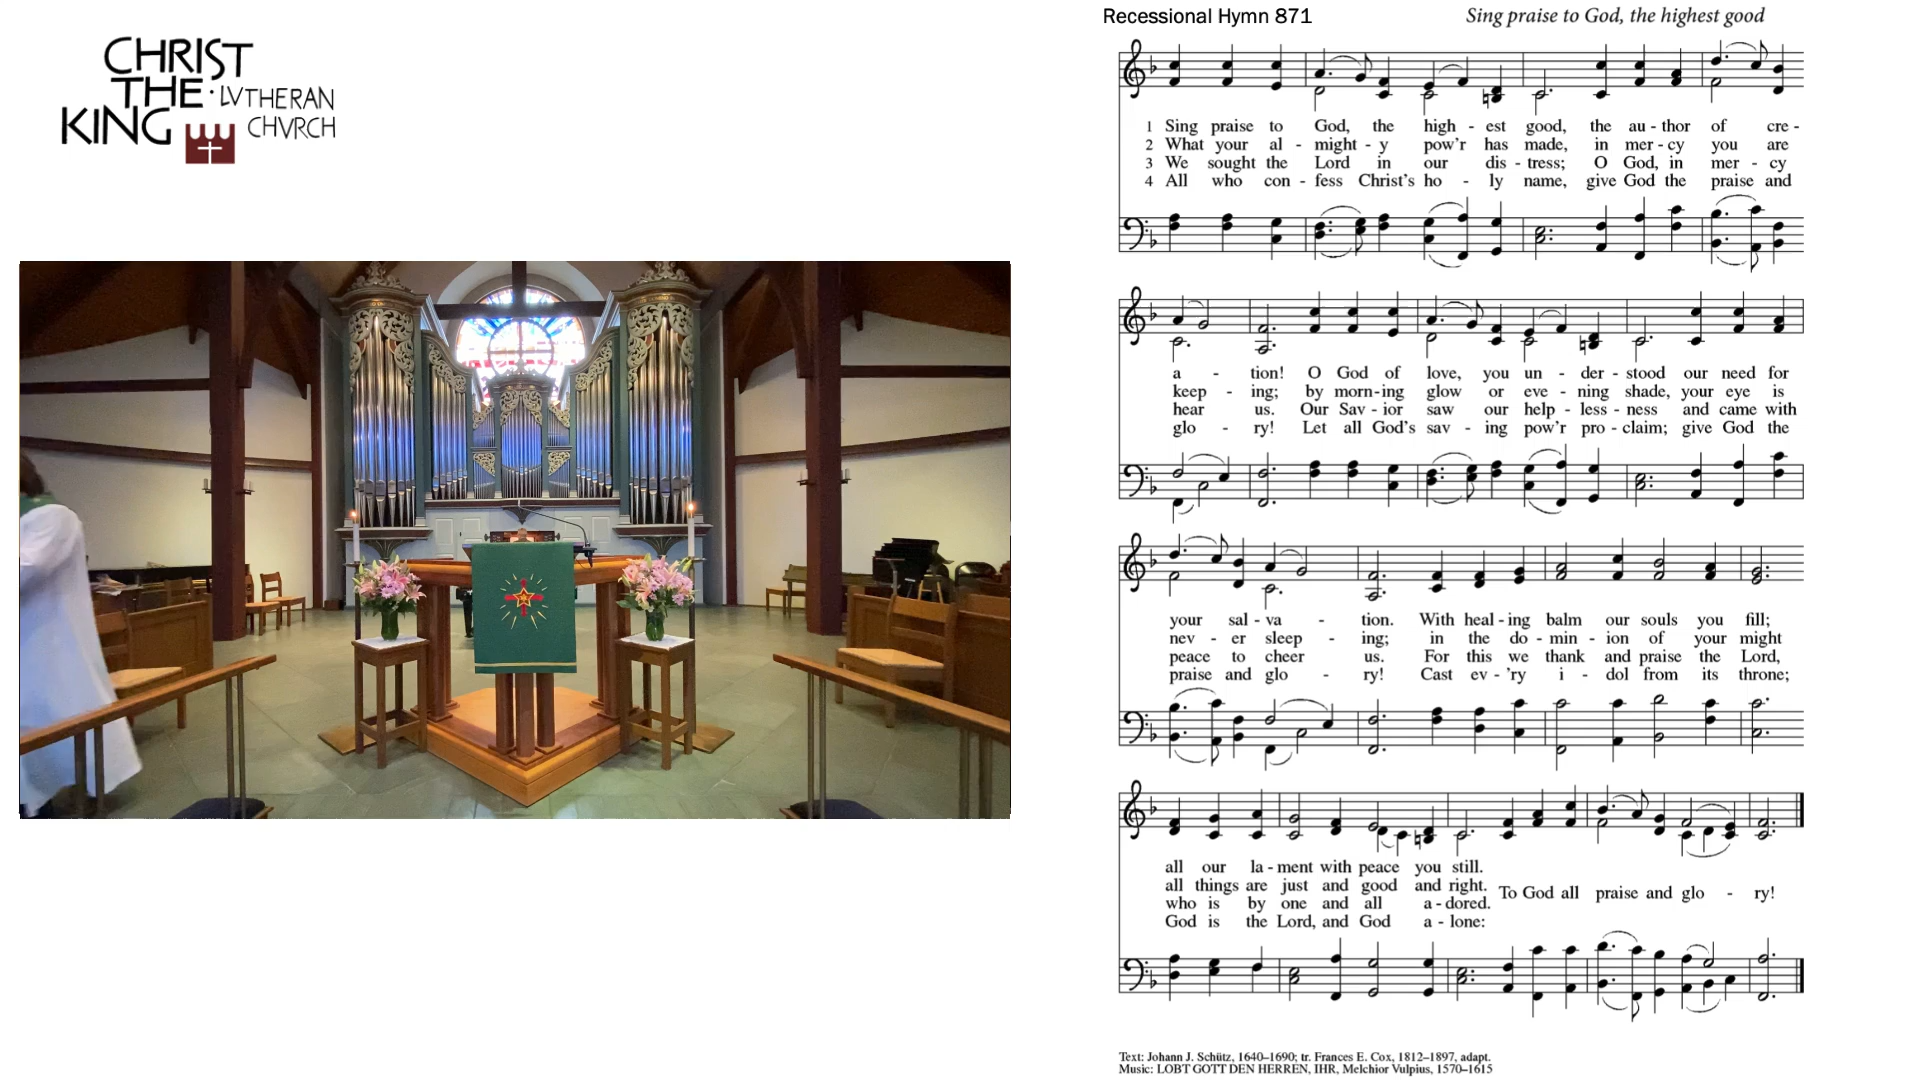 CHRIST
THE · LVTHERAN
KING CHVRCH
Recessional Hymn 871
Sing praise to God, the highest good
1 Sing praise to God, the high - est good, the au - thor of cre -
2 What your al - might - y pow'r has made, in mer - cy you are
3 We sought the Lord in our dis - tress; O God, in mer - cy
4 All who con - fess Christ's ho - ly name, give God the praise and
a - tion! O God of love, you un - der - stood our need for
keep - ing; by morn - ing glow or eve - ning shade, your eye is
hear us. Our Sav - ior saw our help - less - ness and came with
glo - ry! Let all God's sav - ing pow'r pro - claim; give God the
your sal - va - tion. With heal - ing balm our souls you fill;
nev - er sleep - ing; in the do - min - ion of your might
peace to cheer us. For this we thank and praise the Lord,
praise and glo - ry! Cast ev - 'ry i - dol from its throne;
all our la - ment with peace you still.
all things are just and good and right. To God all praise and glo - ry!
who is by one and all a - dored.
God is the Lord, and God a - lone:
Text: Johann J. Schütz, 1640–1690; tr. Frances E. Cox, 1812–1897, adapt.
Music: LOBT GOTT DEN HERREN, IHR, Melchior Vulpius, 1570–1615